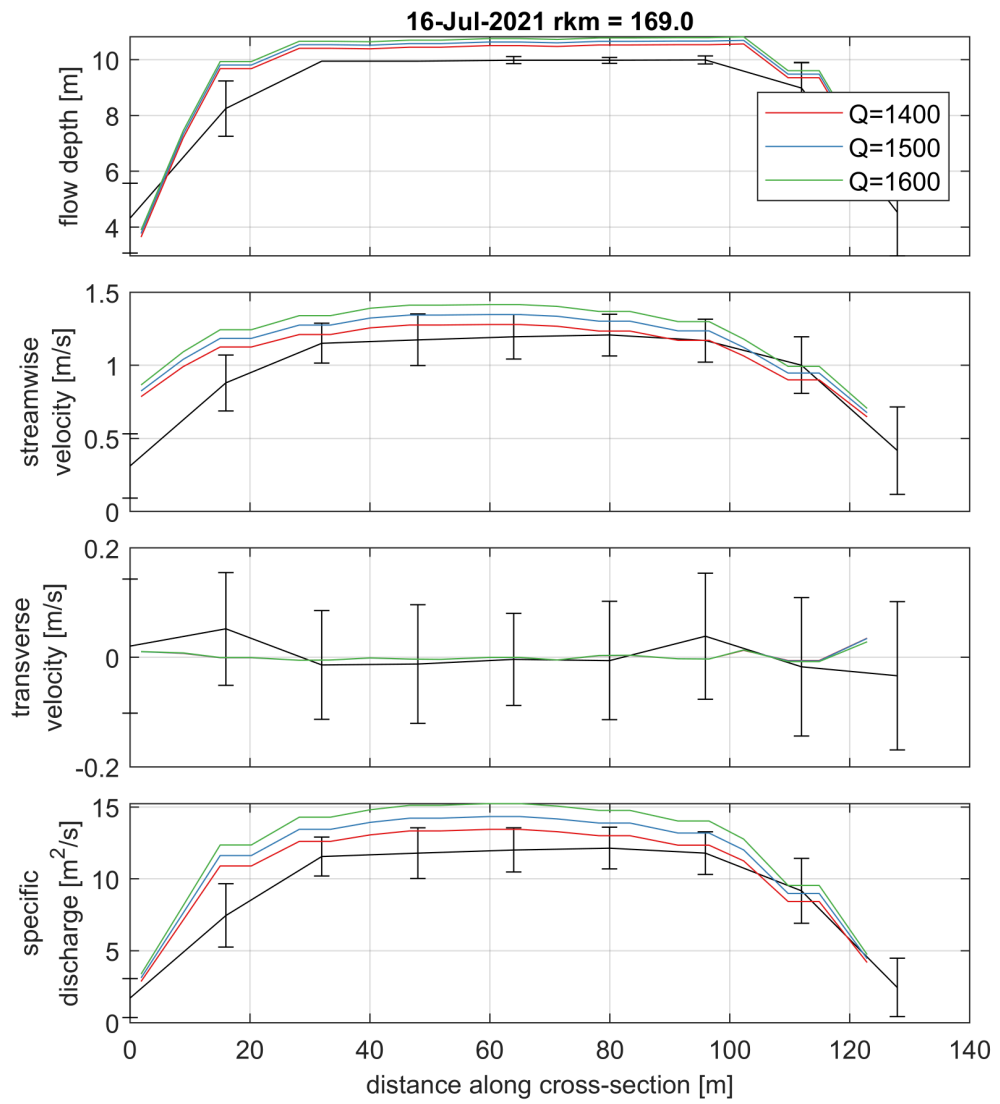 16-Jul-2021 rkm = 169.0
10
8
6
4
flow depth [m]
Q=1400
Q=1500
Q=1600
1.5
1
0.5
0
streamwise
velocity [m/s]
0.2
0
-0.2
transverse
velocity [m/s]
15
10
5
0
specific
discharge [m²/s]
0 20 40 60 80 100 120 140
distance along cross-section [m]